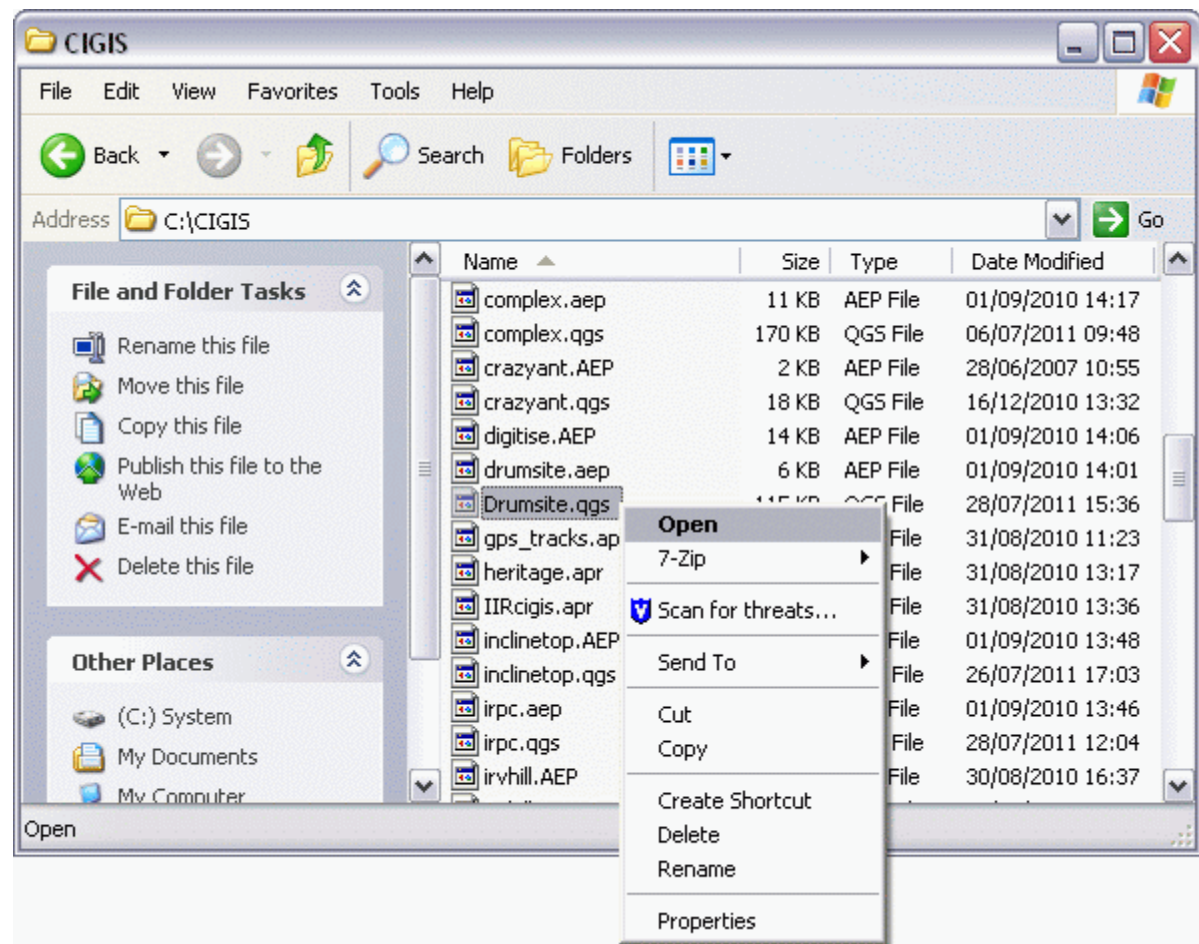 CIGIS
File Edit View Favorites Tools Help
Back Search Folders
Address C:\CIGIS Go
File and Folder Tasks
Rename this file
Move this file
Copy this file
Publish this file to the
Web
E-mail this file
Delete this file
Other Places
(C:) System
My Documents
My Computer
Name Size Type Date Modified
complex.aep 11 KB AEP File 01/09/2010 14:17
complex.qgs 170 KB QGS File 06/07/2011 09:48
crazyant.AEP 2 KB AEP File 28/06/2007 10:55
crazyant.qgs 18 KB QGS File 16/12/2010 13:32
digitise.AEP 14 KB AEP File 01/09/2010 14:06
drumsite.aep 6 KB AEP File 01/09/2010 14:01
Drumsite.qgs File 28/07/2011 15:36
gps_tracks.ap File 31/08/2010 11:23
heritage.apr File 31/08/2010 13:17
IIRcigis.apr File 31/08/2010 13:36
inclinetop.AEP File 01/09/2010 13:48
inclinetop.qgs File 26/07/2011 17:03
irpc.aep File 01/09/2010 13:46
irpc.qgs File 28/07/2011 12:04
irvhill.AEP File 30/08/2010 16:37
Open
7-Zip
Scan for threats...
Send To
Cut
Copy
Create Shortcut
Delete
Rename
Properties
Open